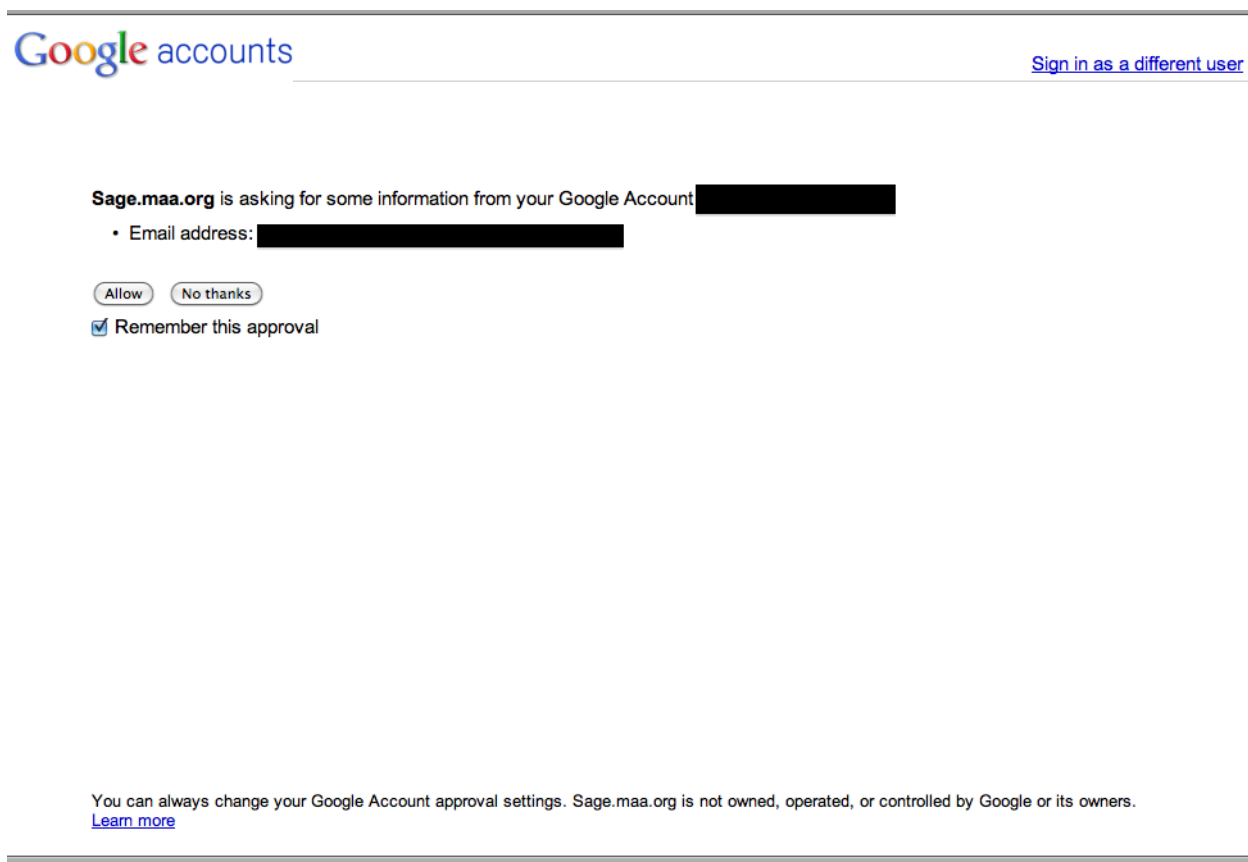 Google accounts
Sign in as a different user
Sage.maa.org is asking for some information from your Google Account
• Email address:
Allow No thanks
Remember this approval
You can always change your Google Account approval settings. Sage.maa.org is not owned, operated, or controlled by Google or its owners.
Learn more